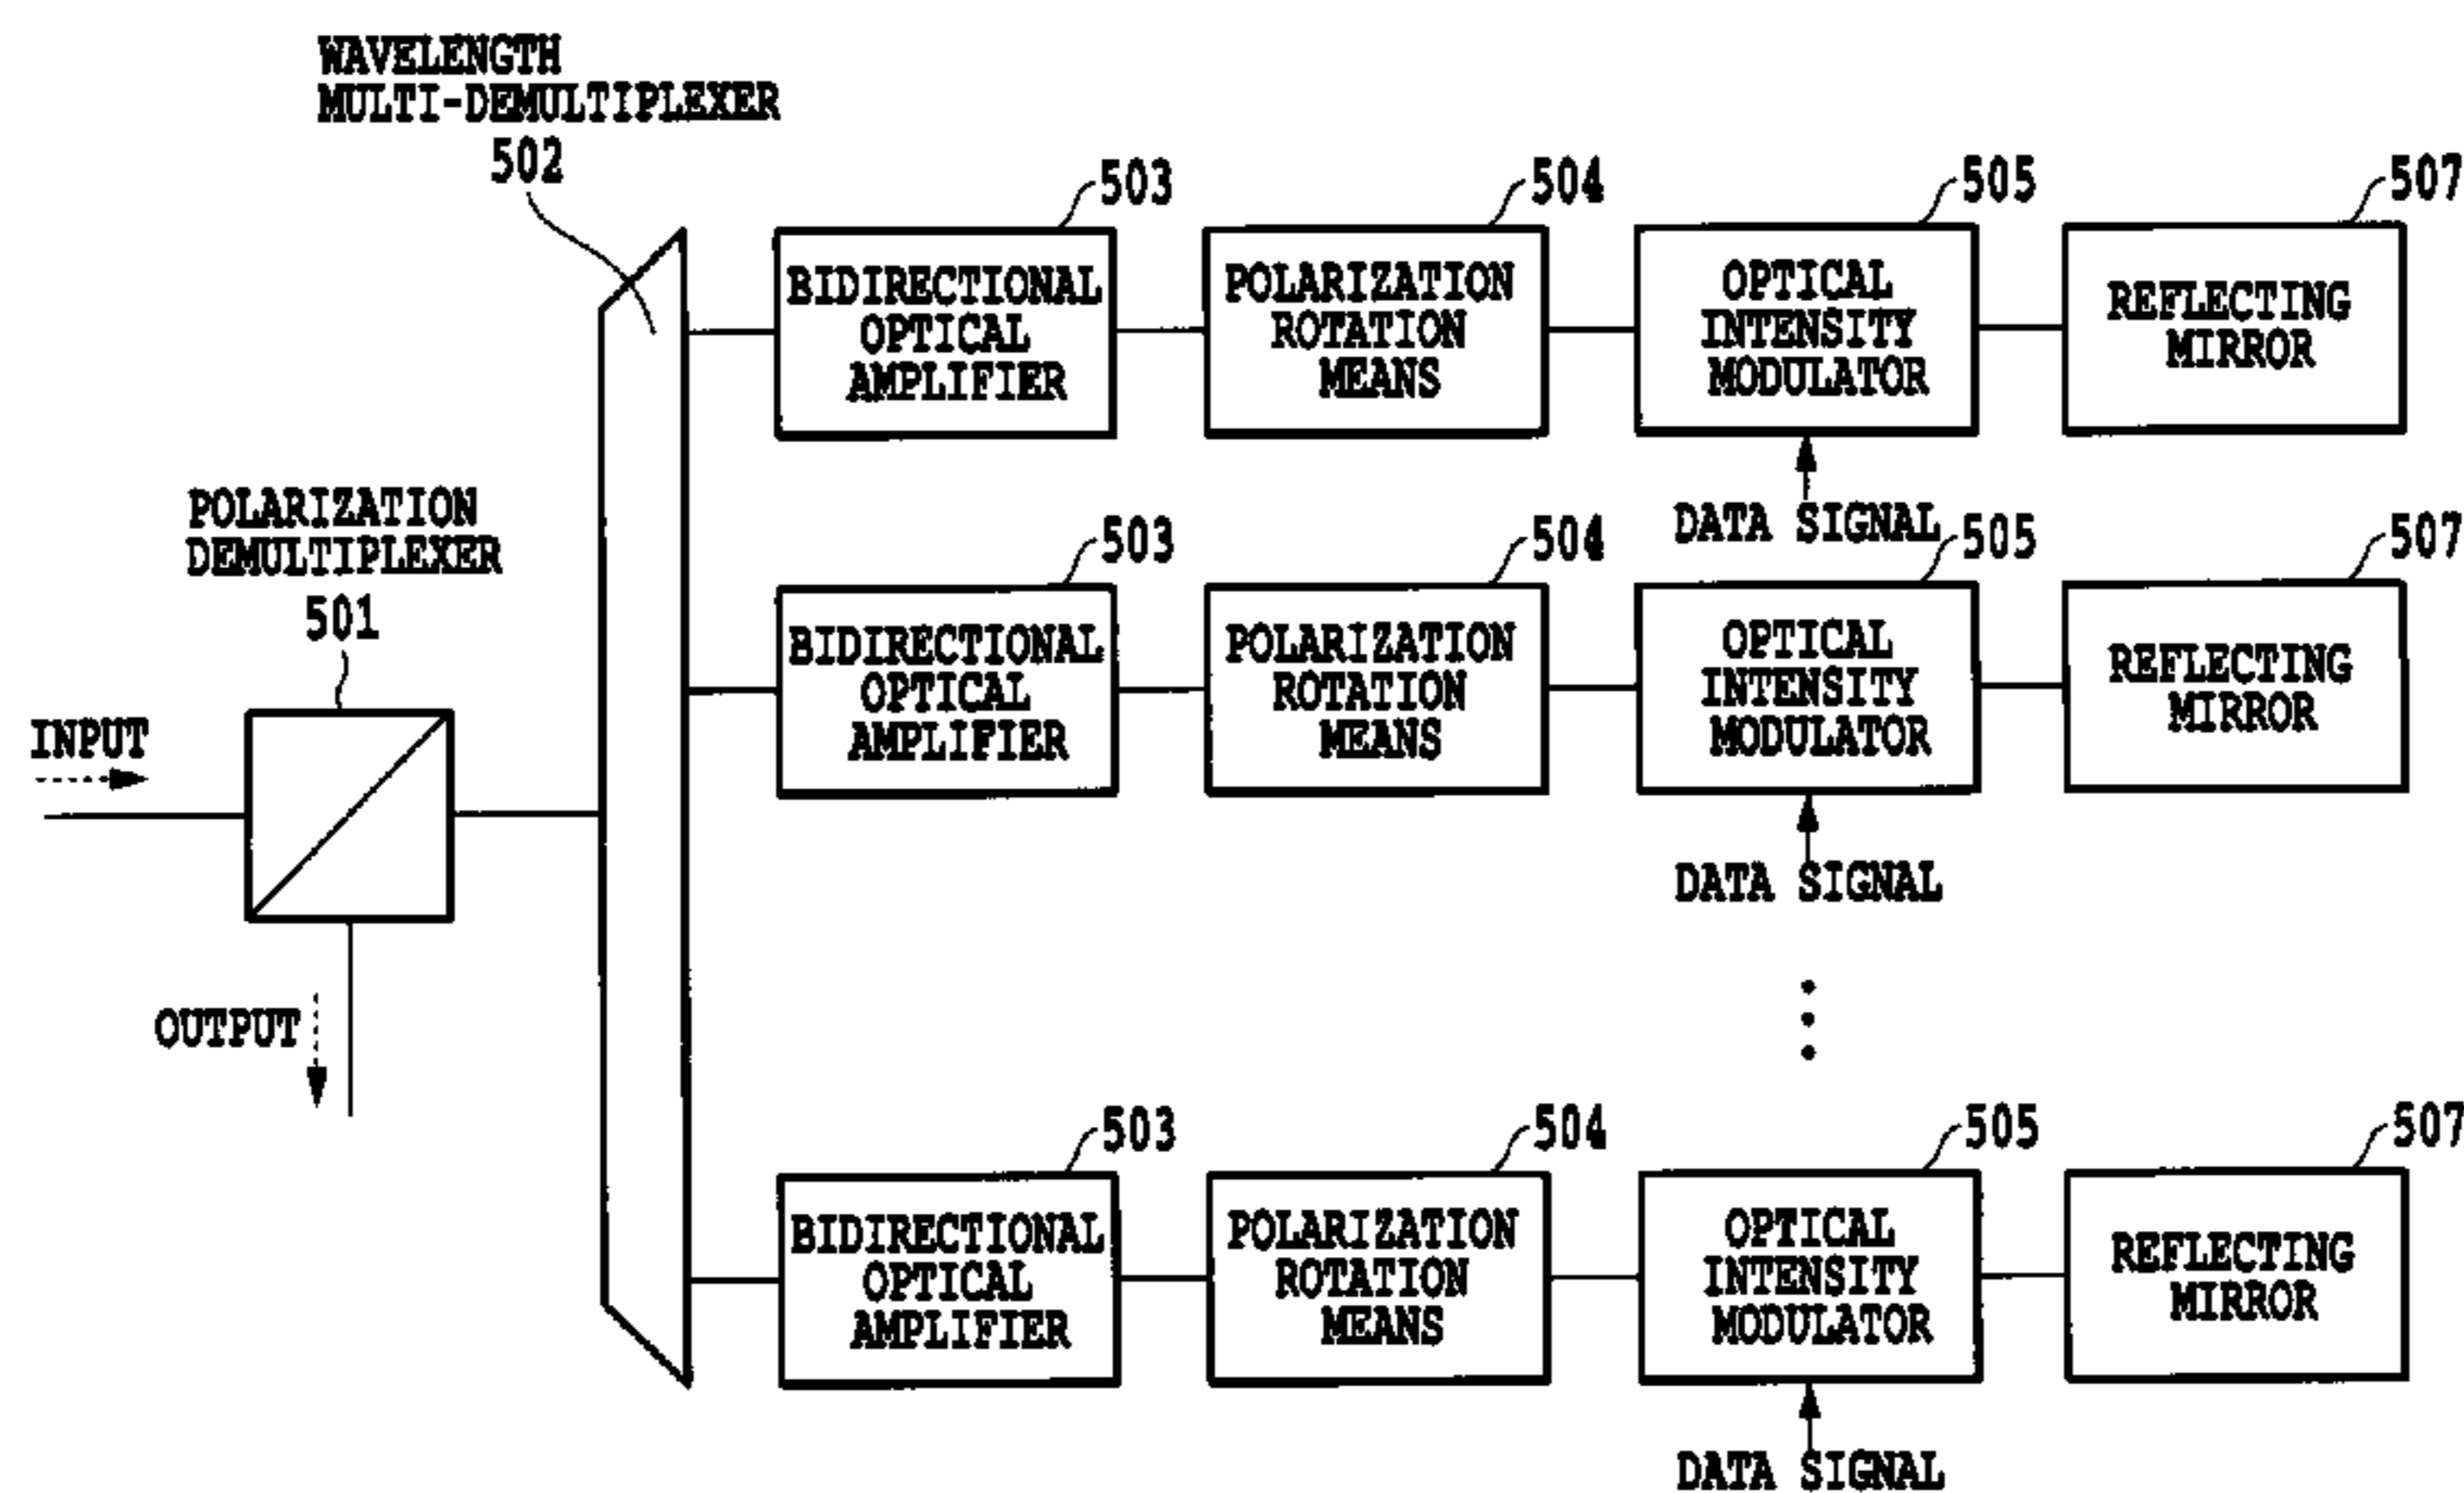 WAVELENGTH
MULTI-DEMULTIPLEXER
502
503
504
505
507
BIDIRECTIONAL
OPTICAL
AMPLIFIER
POLARIZATION
ROTATION
MEANS
OPTICAL
INTENSITY
MODULATOR
REFLECTING
MIRROR
DATA SIGNAL
POLARIZATION
DEMULTIPLEXER
501
503
504
505
507
BIDIRECTIONAL
OPTICAL
AMPLIFIER
POLARIZATION
ROTATION
MEANS
OPTICAL
INTENSITY
MODULATOR
REFLECTING
MIRROR
INPUT
DATA SIGNAL
OUTPUT
503
504
505
507
BIDIRECTIONAL
OPTICAL
AMPLIFIER
POLARIZATION
ROTATION
MEANS
OPTICAL
INTENSITY
MODULATOR
REFLECTING
MIRROR
DATA SIGNAL